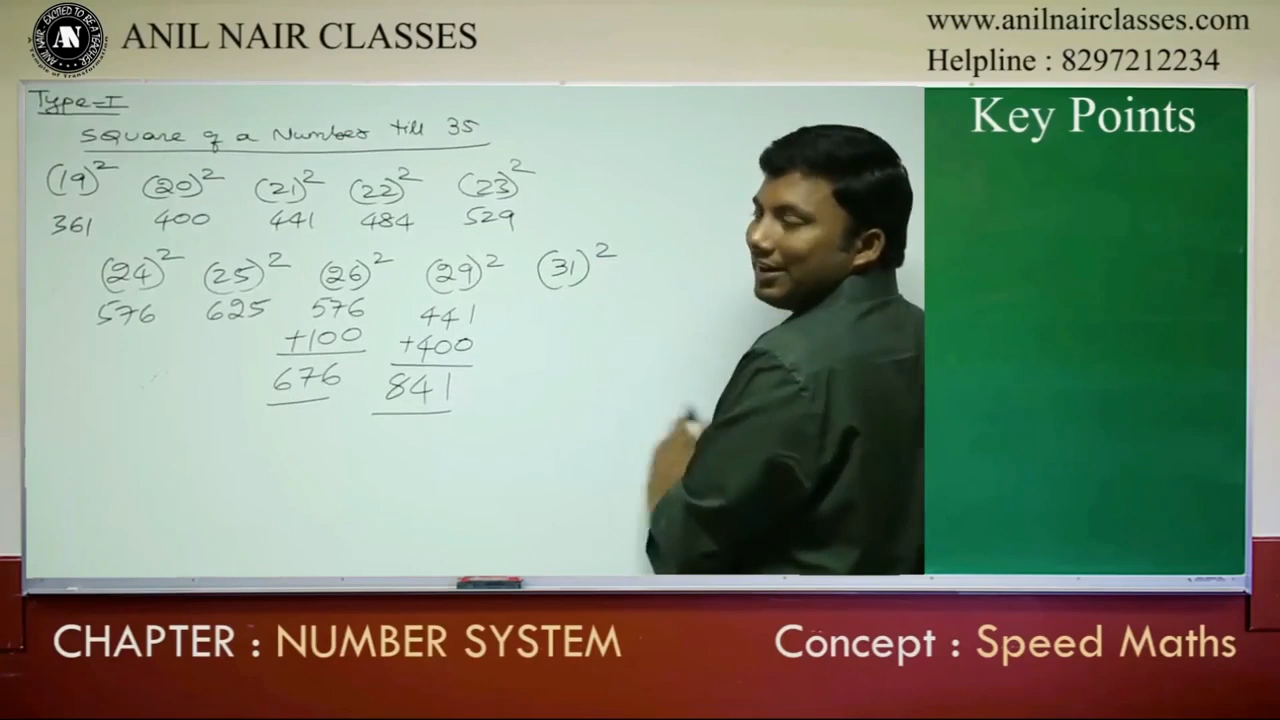 ANIL NAIR CLASSES
www.anilnairclasses.com
Helpline : 8297212234
AN
Type-I
Square of a Number till 35
(19)² (20)² (21)² (22)² (23)²
361 400 441 484 529
(24)² (25)² (26)² (29)² (31)²
576 625 576 441
+100 +400
676 841
Key Points
CHAPTER : NUMBER SYSTEM
Concept : Speed Maths